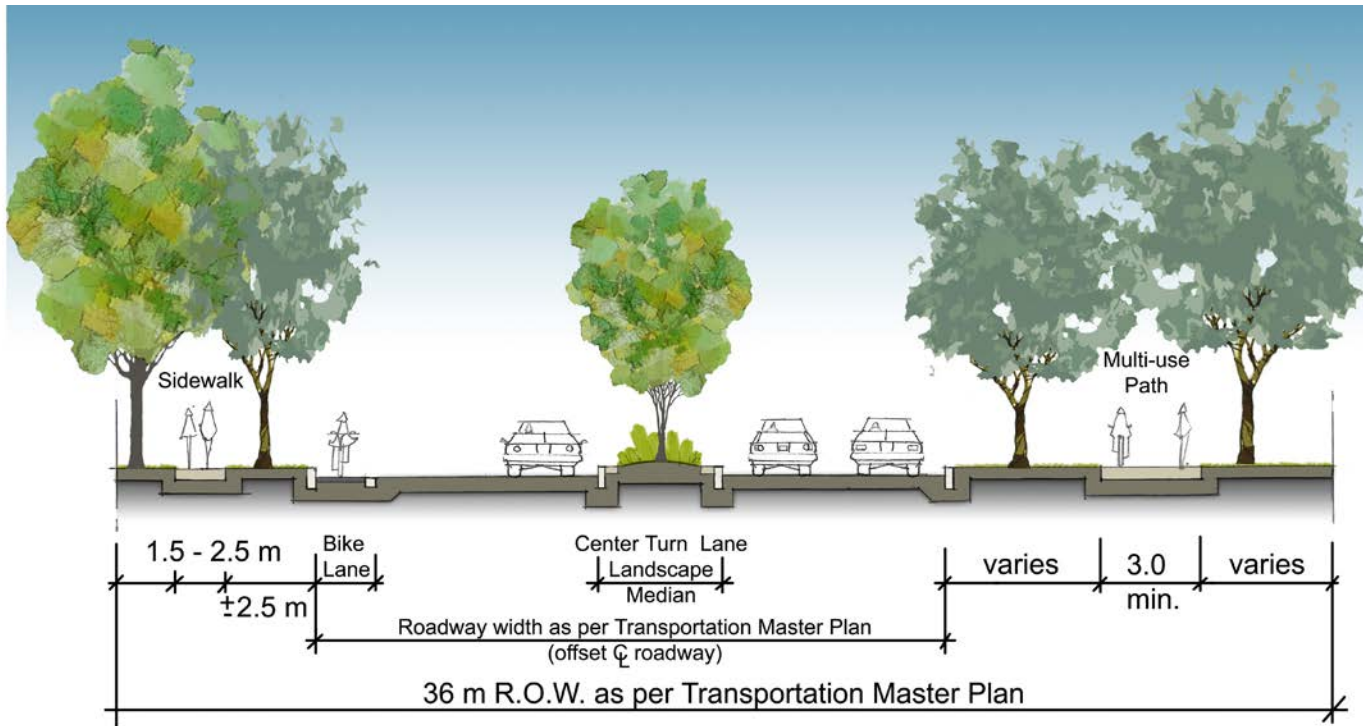 Sidewalk
Multi-use
Path
1.5 - 2.5 m
±2.5 m
Bike
Lane
Center Turn Lane
Landscape
Median
varies
3.0
min.
varies
Roadway width as per Transportation Master Plan
(offset ℄ roadway)
36 m R.O.W. as per Transportation Master Plan